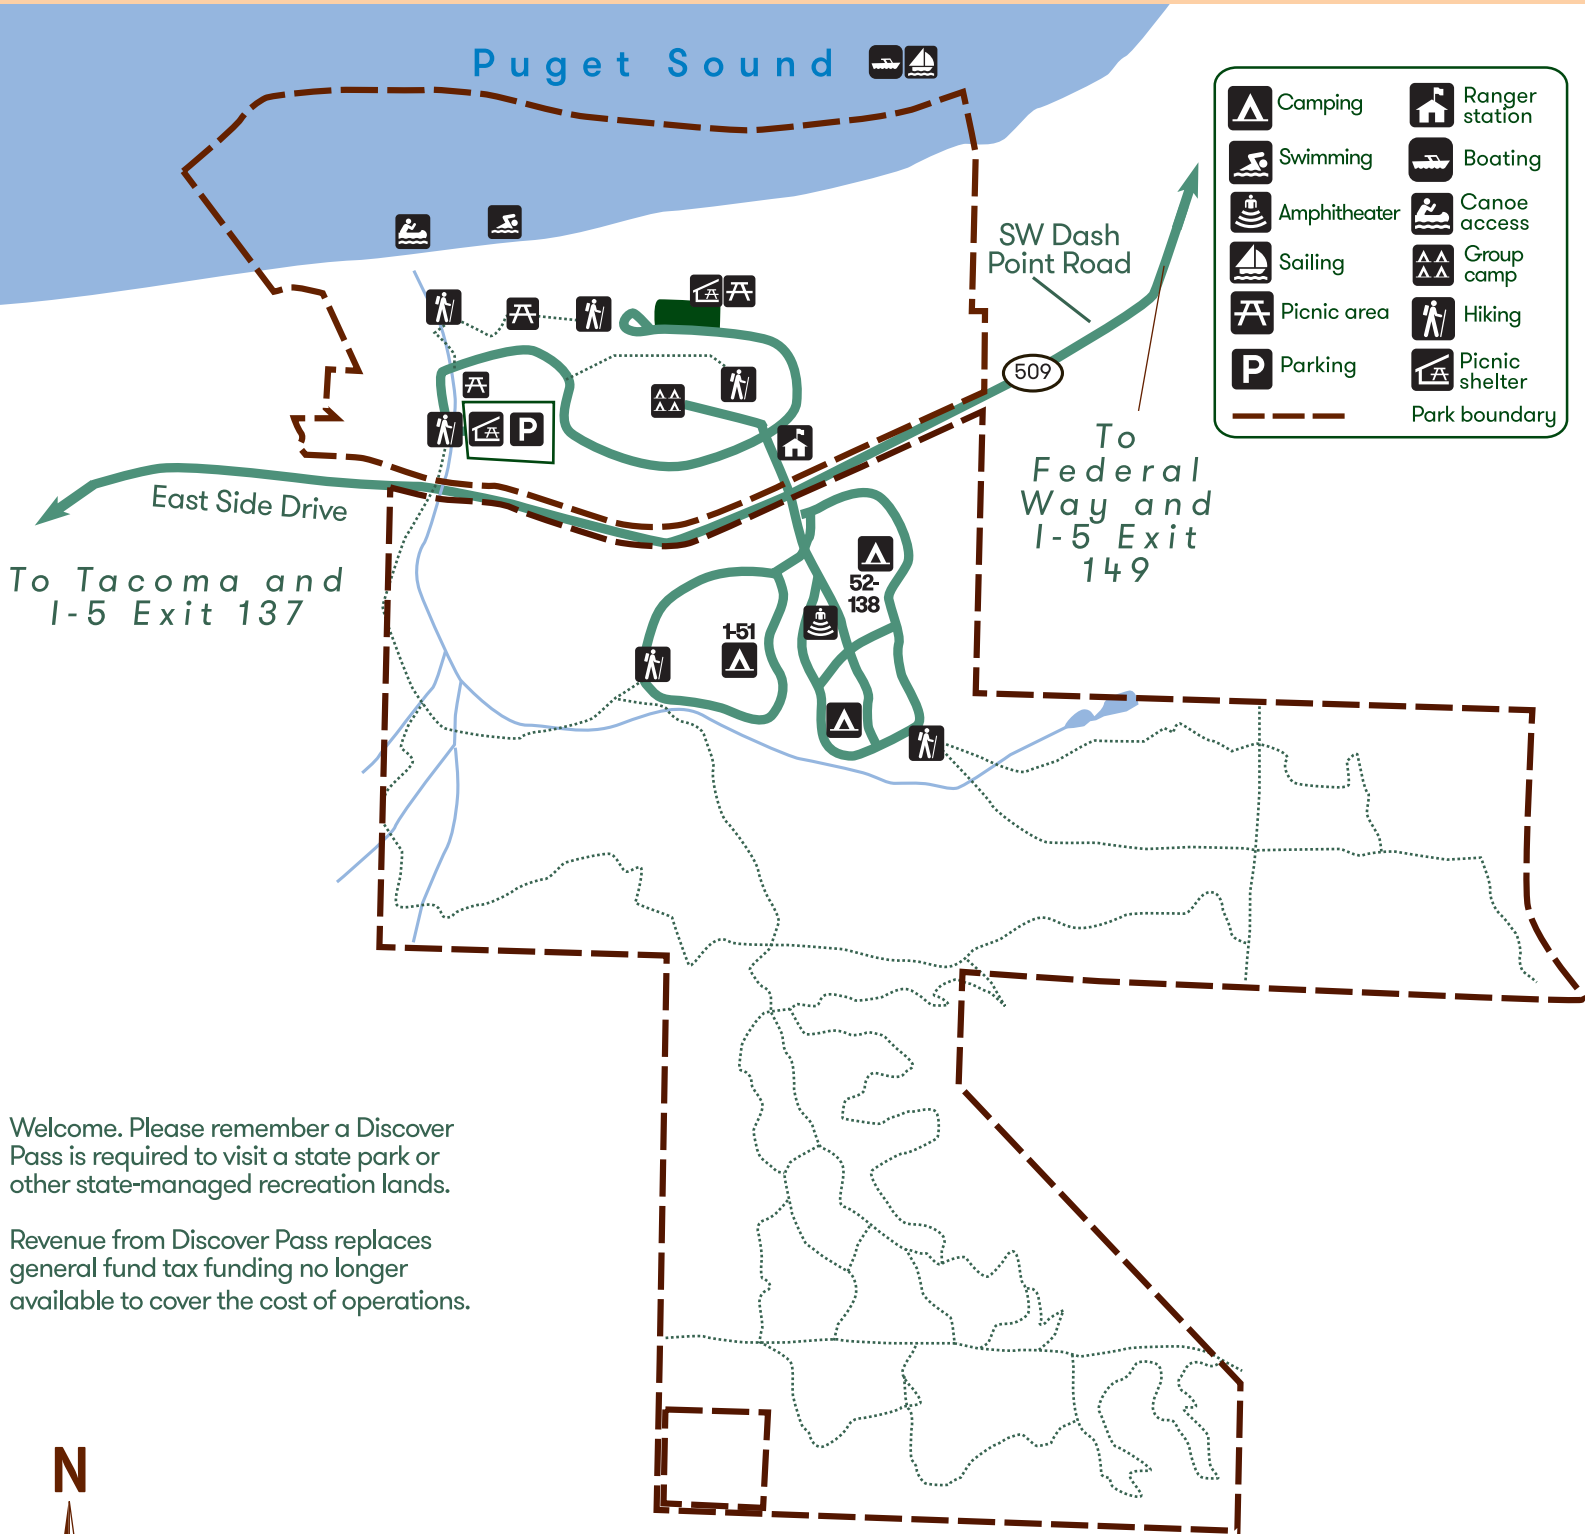 Puget Sound
Camping
Swimming
Amphitheater
Sailing
Picnic area
P
Parking
Ranger
station
Boating
Canoe
access
Group
camp
Hiking
Picnic
shelter
Park boundary
SW Dash
Point Road
509
To
Federal
Way and
I-5 Exit
149
P
East Side Drive
To Tacoma and
I-5 Exit 137
52-
138
1-51
Welcome. Please remember a Discover
Pass is required to visit a state park or
other state-managed recreation lands.
Revenue from Discover Pass replaces
general fund tax funding no longer
available to cover the cost of operations.
N